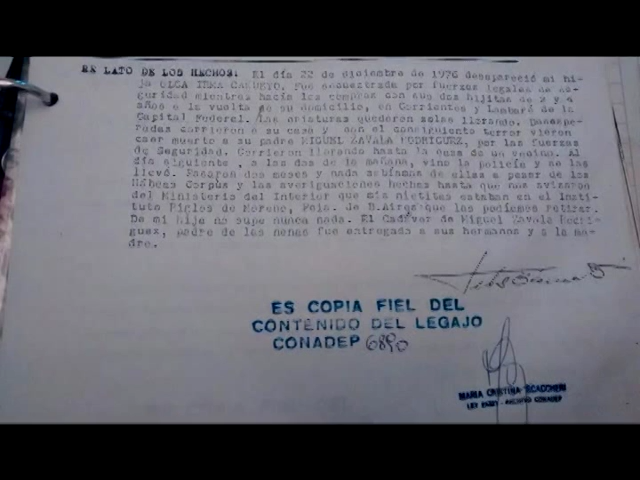 RELATO DE LOS HECHOS: El día 22 de diciembre de 1976 desapareció mi hi-
ja OLGA IRMA CAÑUETO, fue secuestrada por fuerzas legales de se-
guridad mientras hacía las compras con sus dos hijitas de 2 y 4
años a la vuelta de su domicilio, en Corrientes y Lambaré de la
Capital Federal. Las criaturas quedaron solas llorando. Desespe-
radas corrieron a su casa y con el consiguiente terror vieron
caer muerto a su padre MIGUEL ZAVALA RODRIGUEZ, por las fuerzas
de Seguridad. Corrieron llorando hasta la casa de un vecino. Al
día siguiente, a las dos de la mañana, vino la policía y se las
llevó. Pasaron dos meses y nada sabíamos de ellas a pesar de los
Hábeas Corpus y las averiguaciones hechas hasta que nos avisaron
del Ministerio del Interior que mis nietitas estaban en el Insti-
tuto Riglos de Moreno, Pcia. de B.Aires que las podíamos retirar.
De mi hija no supe nunca nada. El Cadáver de Miguel Zavala Rodrí-
guez, padre de las nenas fue entregado a sus hermanos y a la ma-
dre.
ES COPIA FIEL DEL
CONTENIDO DEL LEGAJO
CONADEP 6890
MARIA CRISTINA
ARCHIVO CONADEP